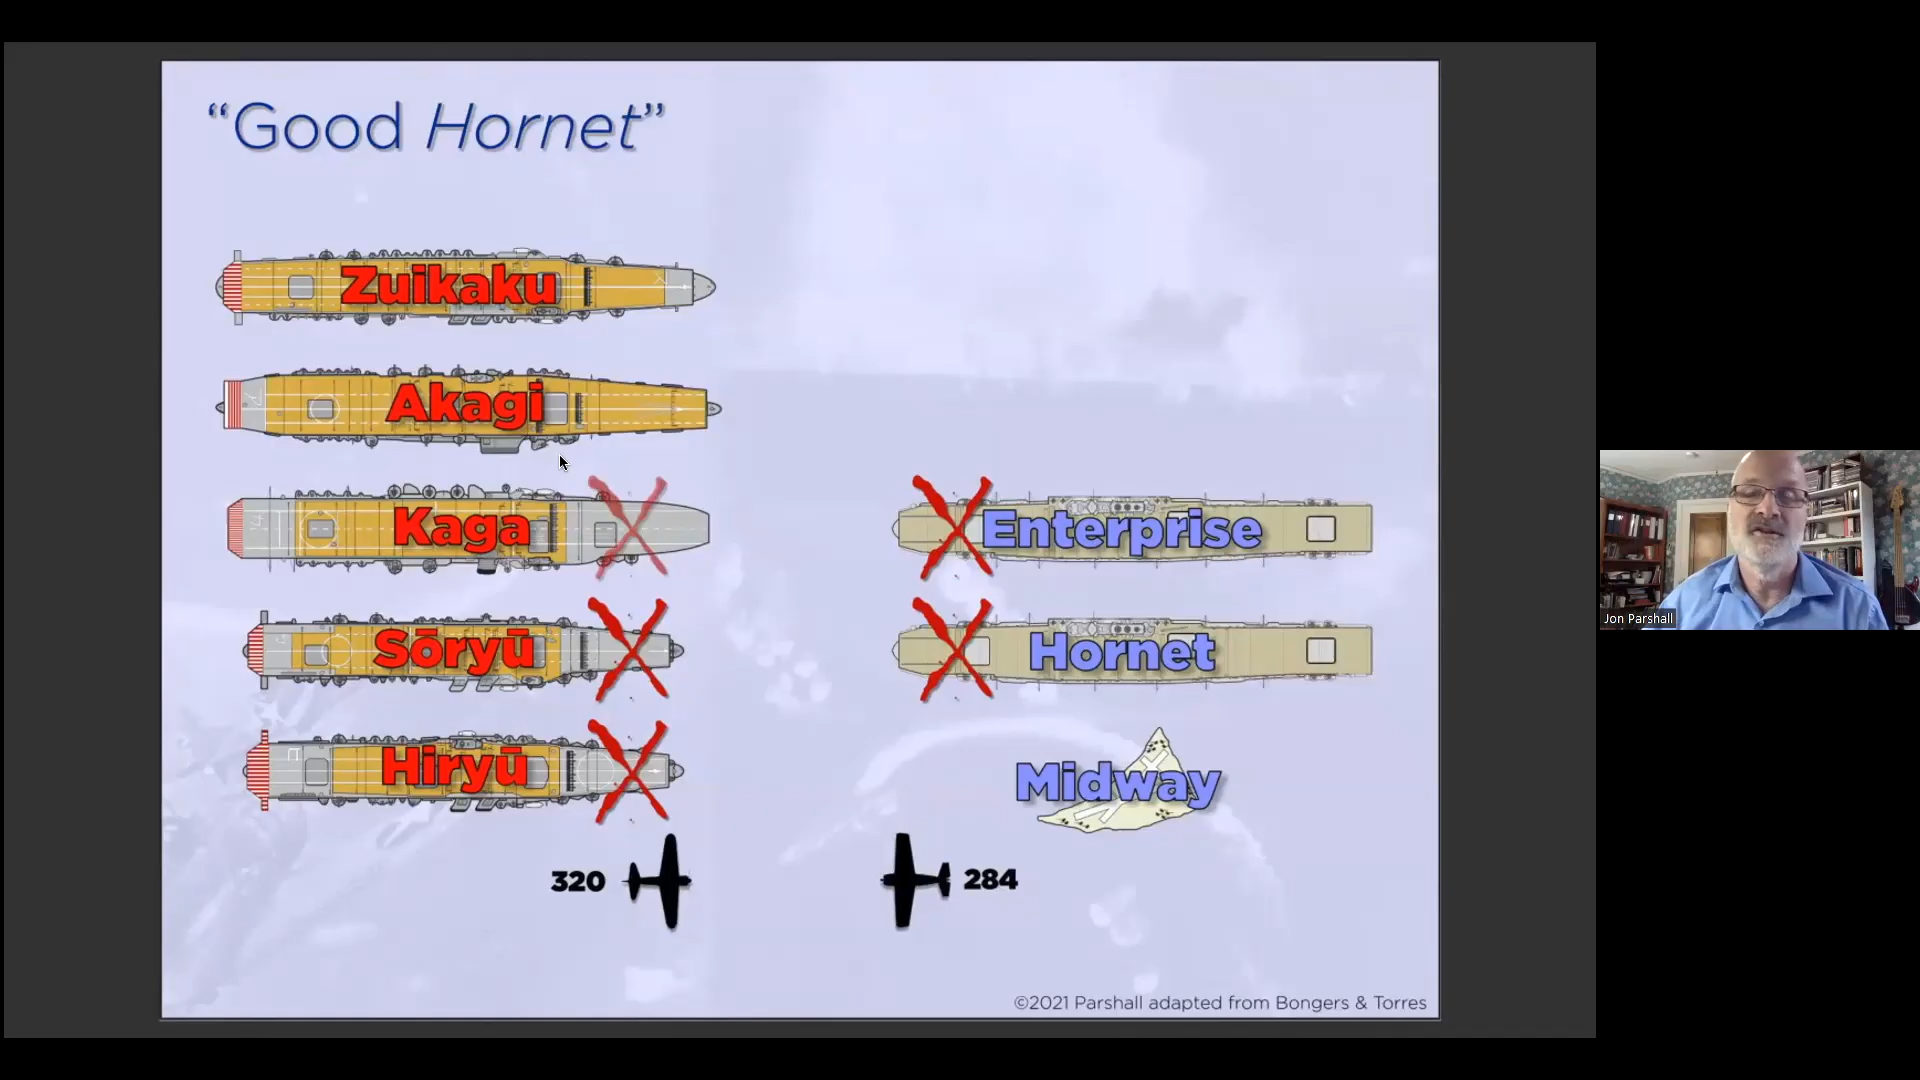 “Good Hornet”
Zuikaku
Akagi
Kaga
Enterprise
Sōryū
Hornet
Hiryū
Midway
320
284
©2021 Parshall adapted from Bongers & Torres
Jon Parshall